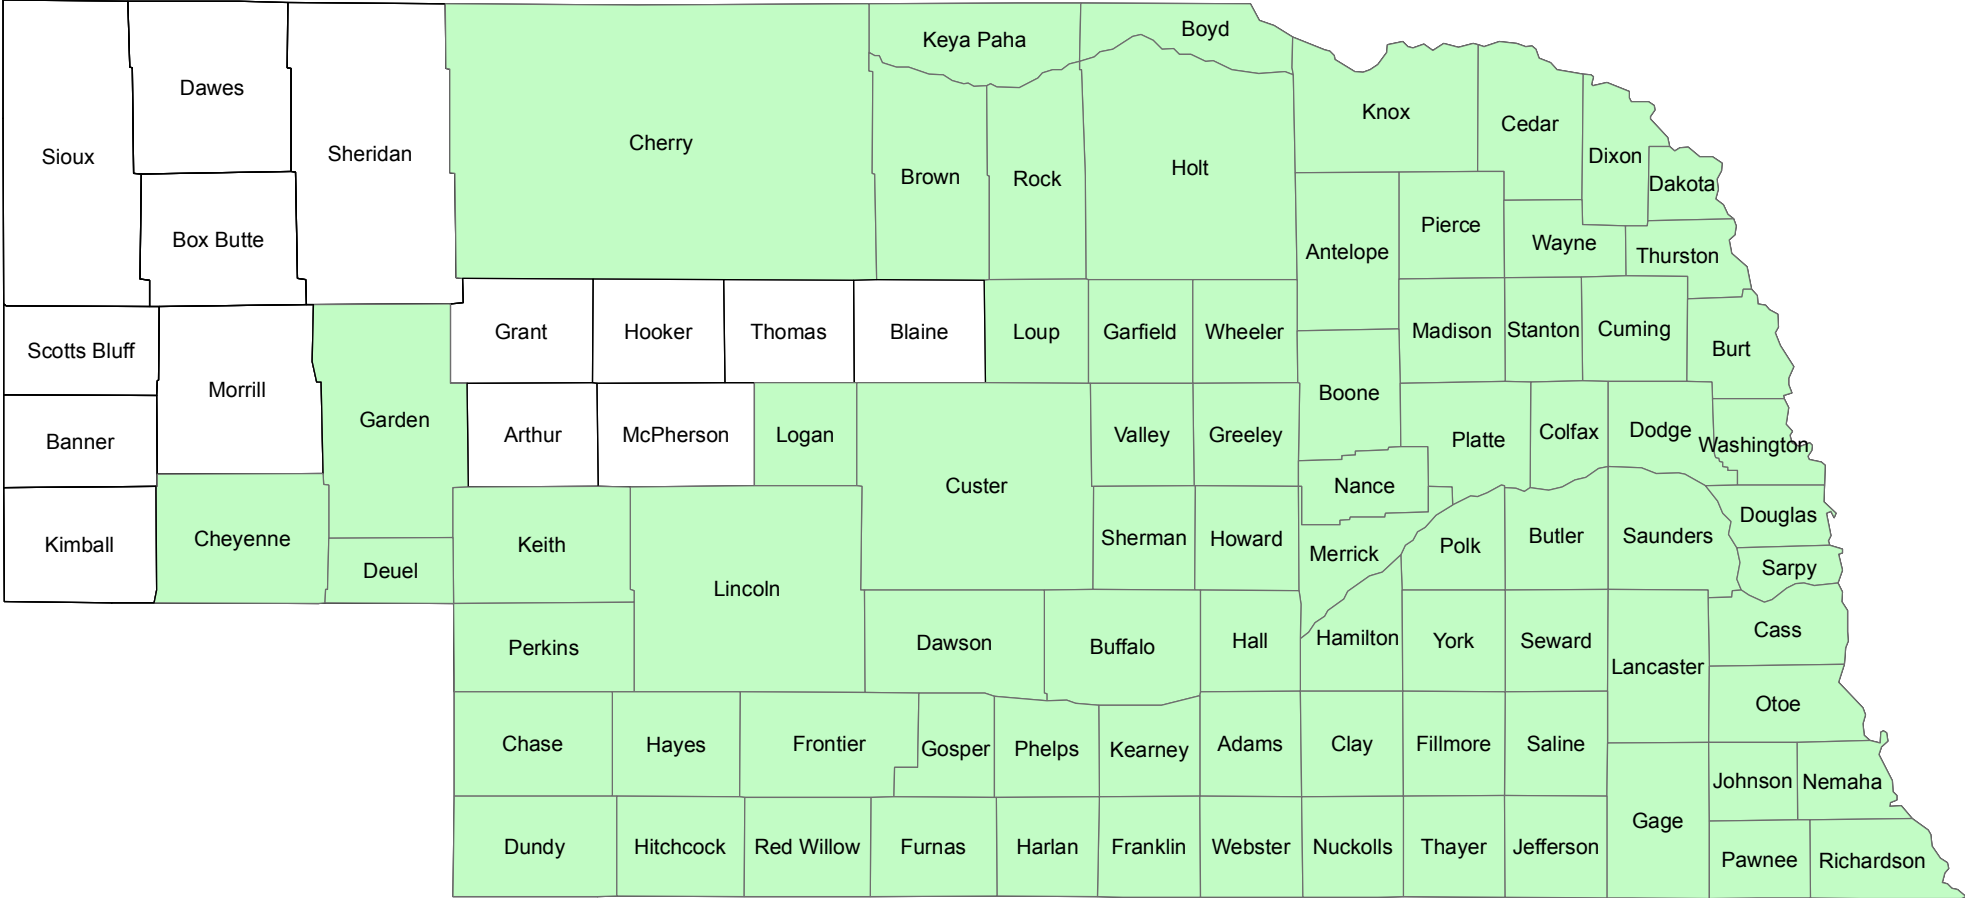 Boyd
Keya Paha
Dawes
Knox
Cedar
Cherry
Sheridan
Sioux
Dixon
Holt
Brown
Rock
Dakota
Pierce
Box Butte
Wayne
Antelope
Thurston
Grant
Hooker
Thomas
Blaine
Loup
Garfield
Wheeler
Madison
Stanton
Cuming
Scotts Bluff
Burt
Morrill
Boone
Garden
Banner
Arthur
McPherson
Logan
Valley
Greeley
Platte
Colfax
Dodge
Washington
Custer
Nance
Douglas
Kimball
Cheyenne
Keith
Sherman
Howard
Merrick
Polk
Butler
Saunders
Deuel
Sarpy
Lincoln
Perkins
Dawson
Buffalo
Hall
Hamilton
York
Seward
Cass
Lancaster
Otoe
Chase
Hayes
Frontier
Gosper
Phelps
Kearney
Adams
Clay
Fillmore
Saline
Johnson
Nemaha
Gage
Dundy
Hitchcock
Red Willow
Furnas
Harlan
Franklin
Webster
Nuckolls
Thayer
Jefferson
Pawnee
Richardson